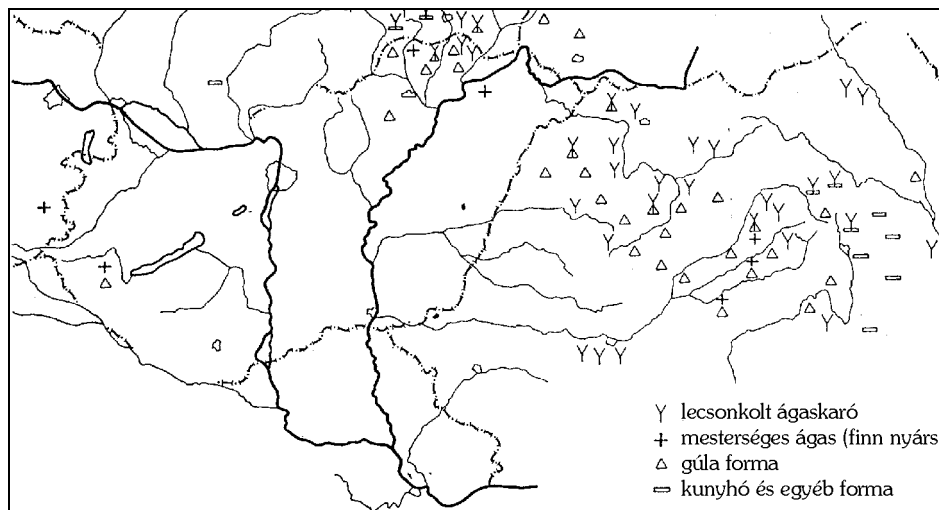 lecsonkolt ágaskaró
mesterséges ágas (finn nyárs
gúla forma
kunyhó és egyéb forma